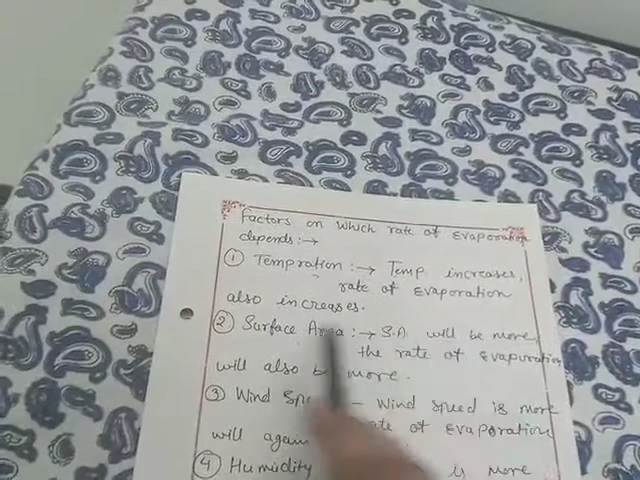 Factors on which rate of Evaporation
depends :→
① Tempration :→ Temp increases,
rate of Evaporation
also increases.
② Surface Area :→ S.A will be more,
the rate of Evaporation
will also be more.
③ Wind - Wind speed is more
will again rate of Evaporation
④ Humidity is more